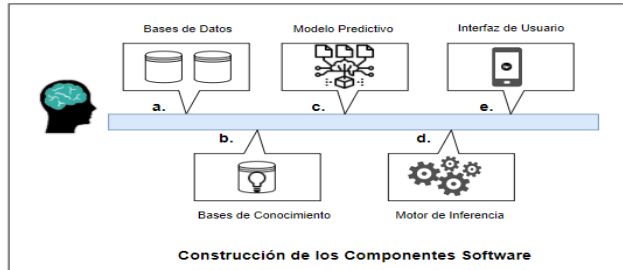 Bases de Datos
Modelo Predictivo
Interfaz de Usuario
a.
c.
e.
b.
d.
Bases de Conocimiento
Motor de Inferencia
Construcción de los Componentes Software